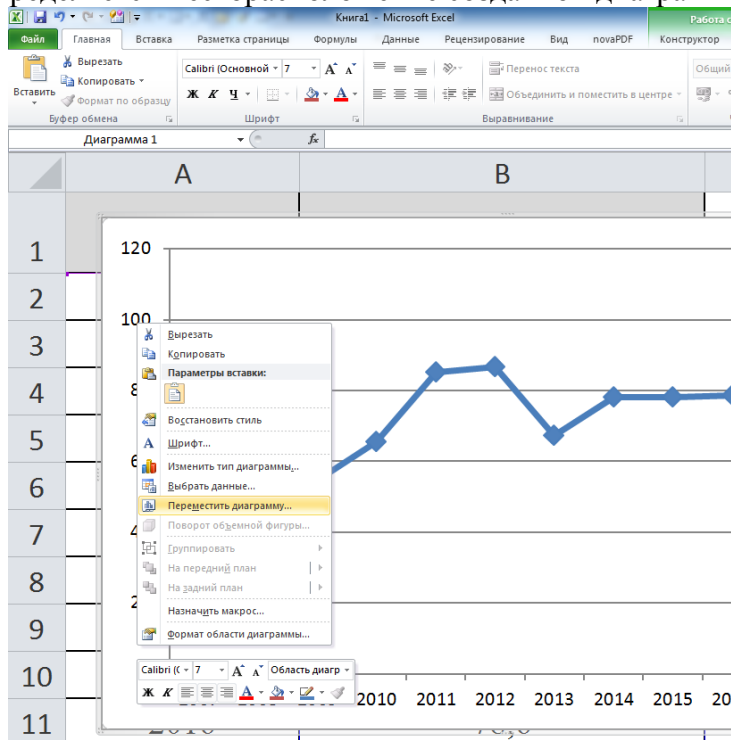 Книга1 - Microsoft Excel
Работа с
Файл Главная Вставка Разметка страницы Формулы Данные Рецензирование Вид novaPDF Конструктор
Вставить
Вырезать
Копировать
Формат по образцу
Буфер обмена
Calibri (Основной 7
Ж К Ч
Шрифт
Перенос текста
Объединить и поместить в центре
Выравнивание
Общий
Диаграмма 1
fx
A B
1
2
3
4
5
6
7
8
9
10
11
120
100
Вырезать
Копировать
Параметры вставки:
Восстановить стиль
Шрифт...
Изменить тип диаграммы...
Выбрать данные...
Переместить диаграмму...
Поворот объемной фигуры...
Группировать
На передний план
На задний план
Назначить макрос...
Формат области диаграммы...
Calibri (С 7 Область диагр
Ж К
2010 2011 2012 2013 2014 2015 20